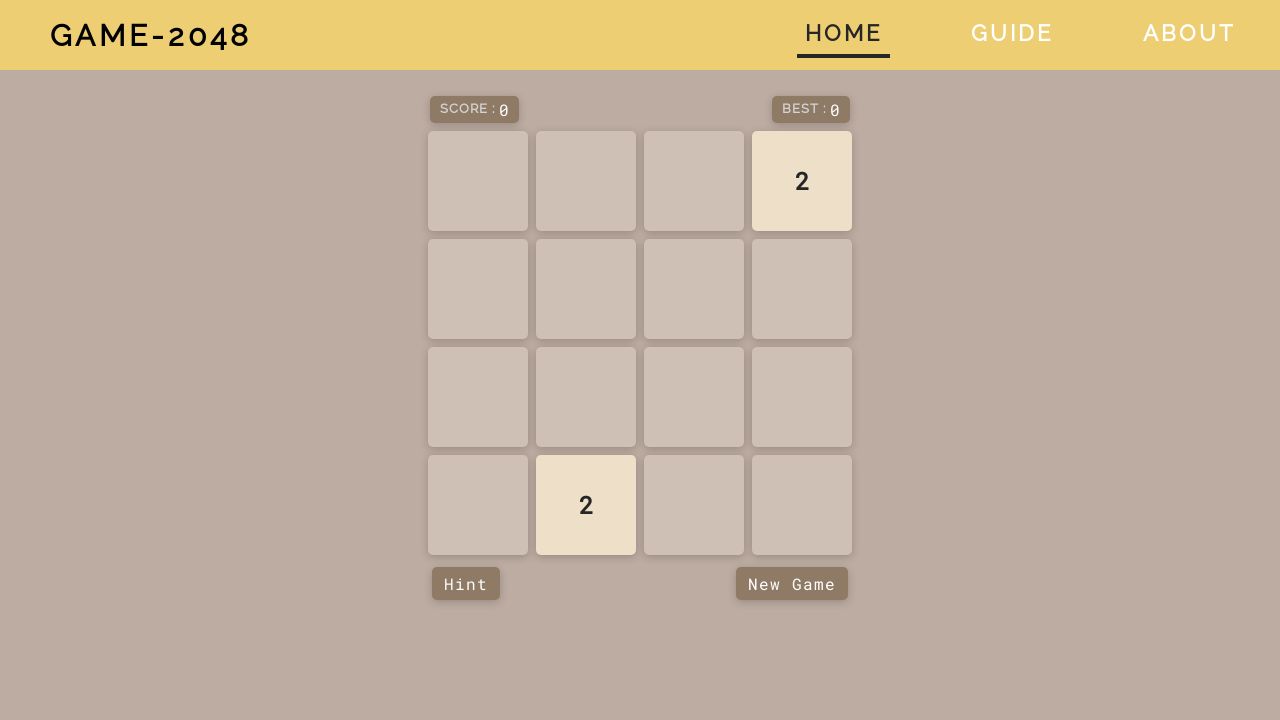 GAME-2048
HOME GUIDE ABOUT
SCORE : 0
BEST : 0
2
2
Hint
New Game